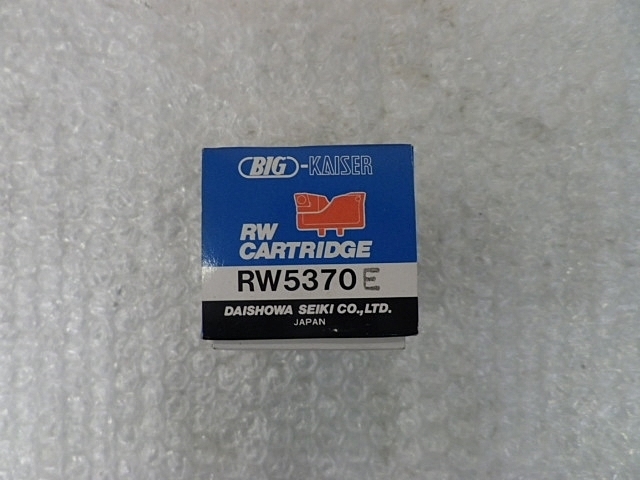 BIG-KAISER
RW
CARTRIDGE
RW5370E
DAISHOWA SEIKI CO.,LTD.
JAPAN